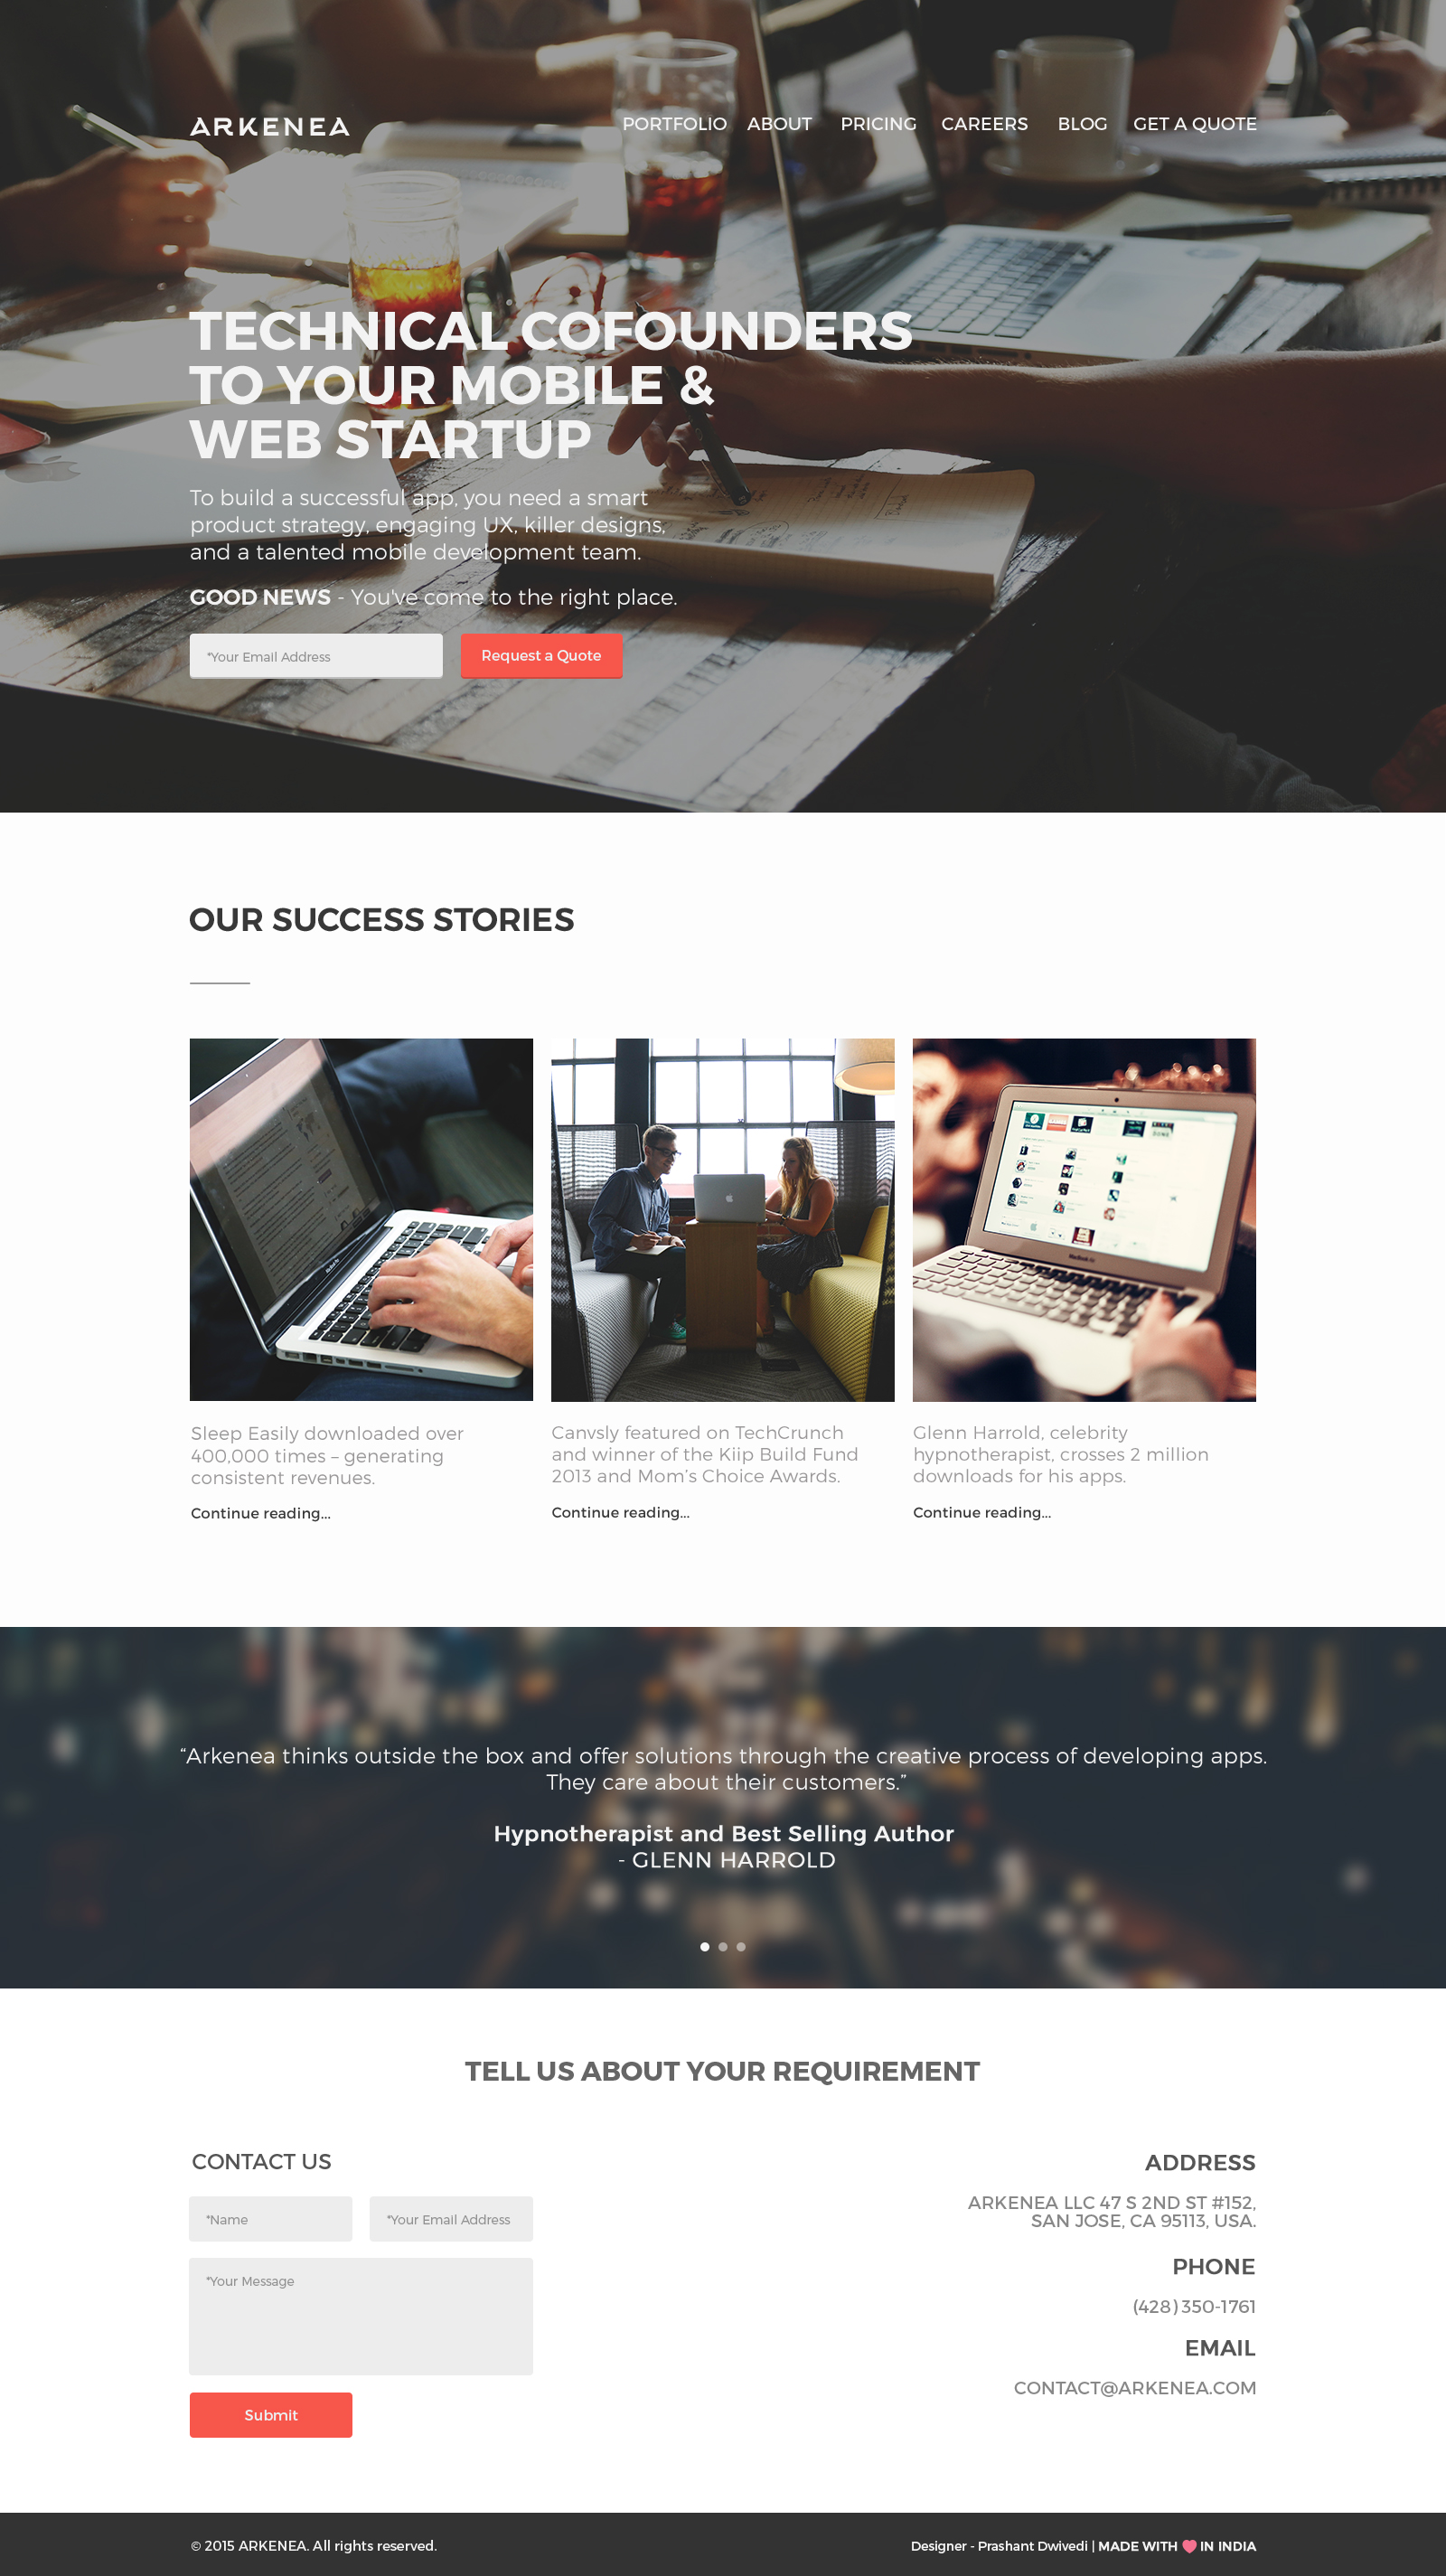 ARKENEA
PORTFOLIO ABOUT PRICING CAREERS BLOG GET A QUOTE
TECHNICAL COFOUNDERS
TO YOUR MOBILE &
WEB STARTUP
To build a successful app, you need a smart
product strategy, engaging UX, killer designs,
and a talented mobile development team.
GOOD NEWS - You've come to the right place.
*Your Email Address
Request a Quote
OUR SUCCESS STORIES
Sleep Easily downloaded over
400,000 times – generating
consistent revenues.
Continue reading...
Canvsly featured on TechCrunch
and winner of the Kiip Build Fund
2013 and Mom’s Choice Awards.
Continue reading...
Glenn Harrold, celebrity
hypnotherapist, crosses 2 million
downloads for his apps.
Continue reading...
“Arkenea thinks outside the box and offer solutions through the creative process of developing apps.
They care about their customers.”
Hypnotherapist and Best Selling Author
- GLENN HARROLD
TELL US ABOUT YOUR REQUIREMENT
CONTACT US
*Name
*Your Email Address
*Your Message
Submit
ADDRESS
ARKENEA LLC 47 S 2ND ST #152,
SAN JOSE, CA 95113, USA.
PHONE
(428) 350-1761
EMAIL
CONTACT@ARKENEA.COM
© 2015 ARKENEA. All rights reserved.
Designer - Prashant Dwivedi | MADE WITH ❤ IN INDIA